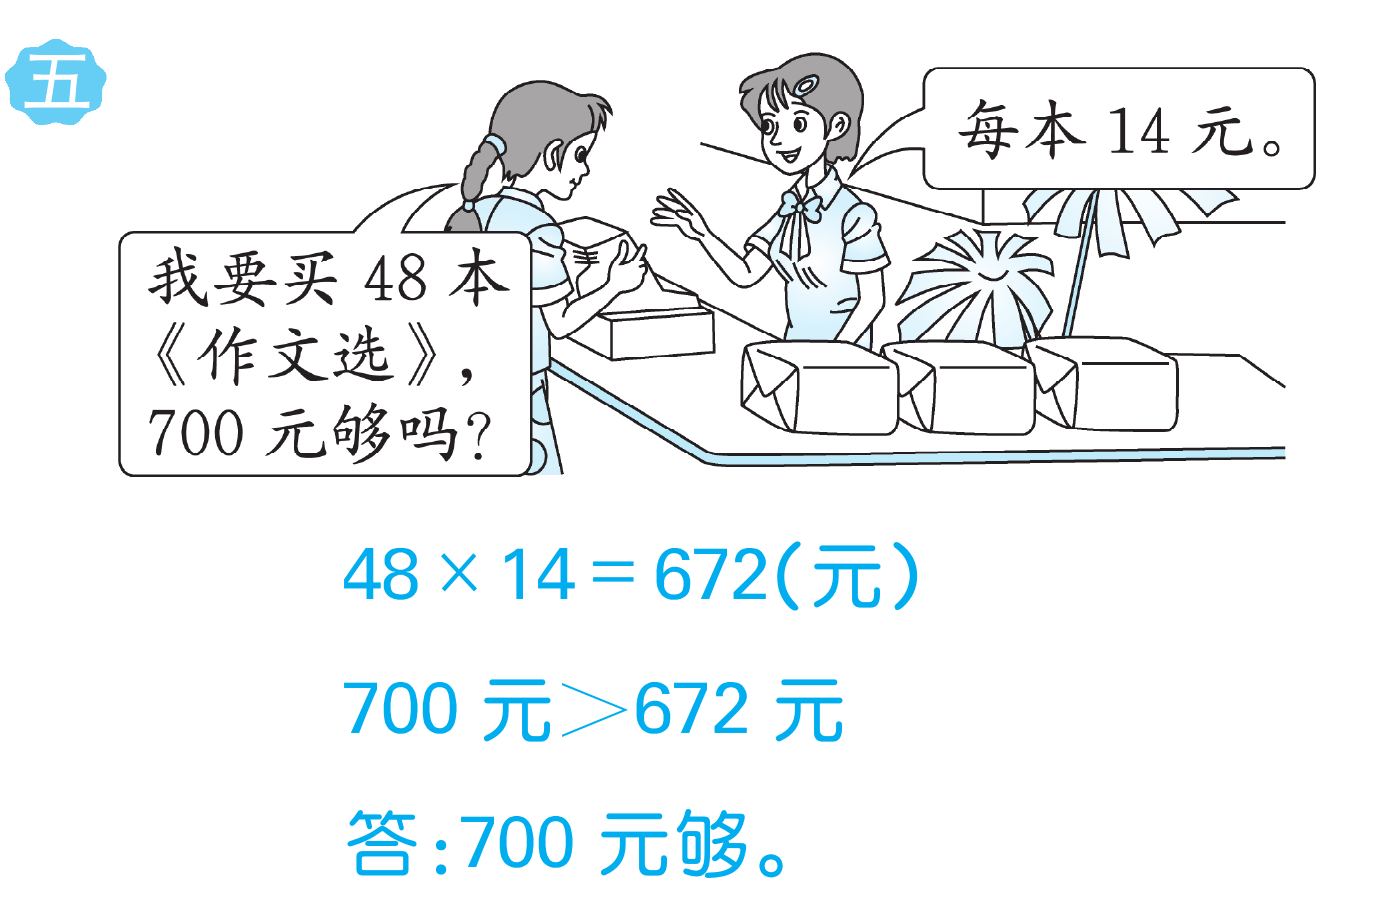 五
每本 14 元。
我要买 48 本
《作文选》，
700 元够吗?
48×14=672(元)
700 元>672 元
答:700 元够。